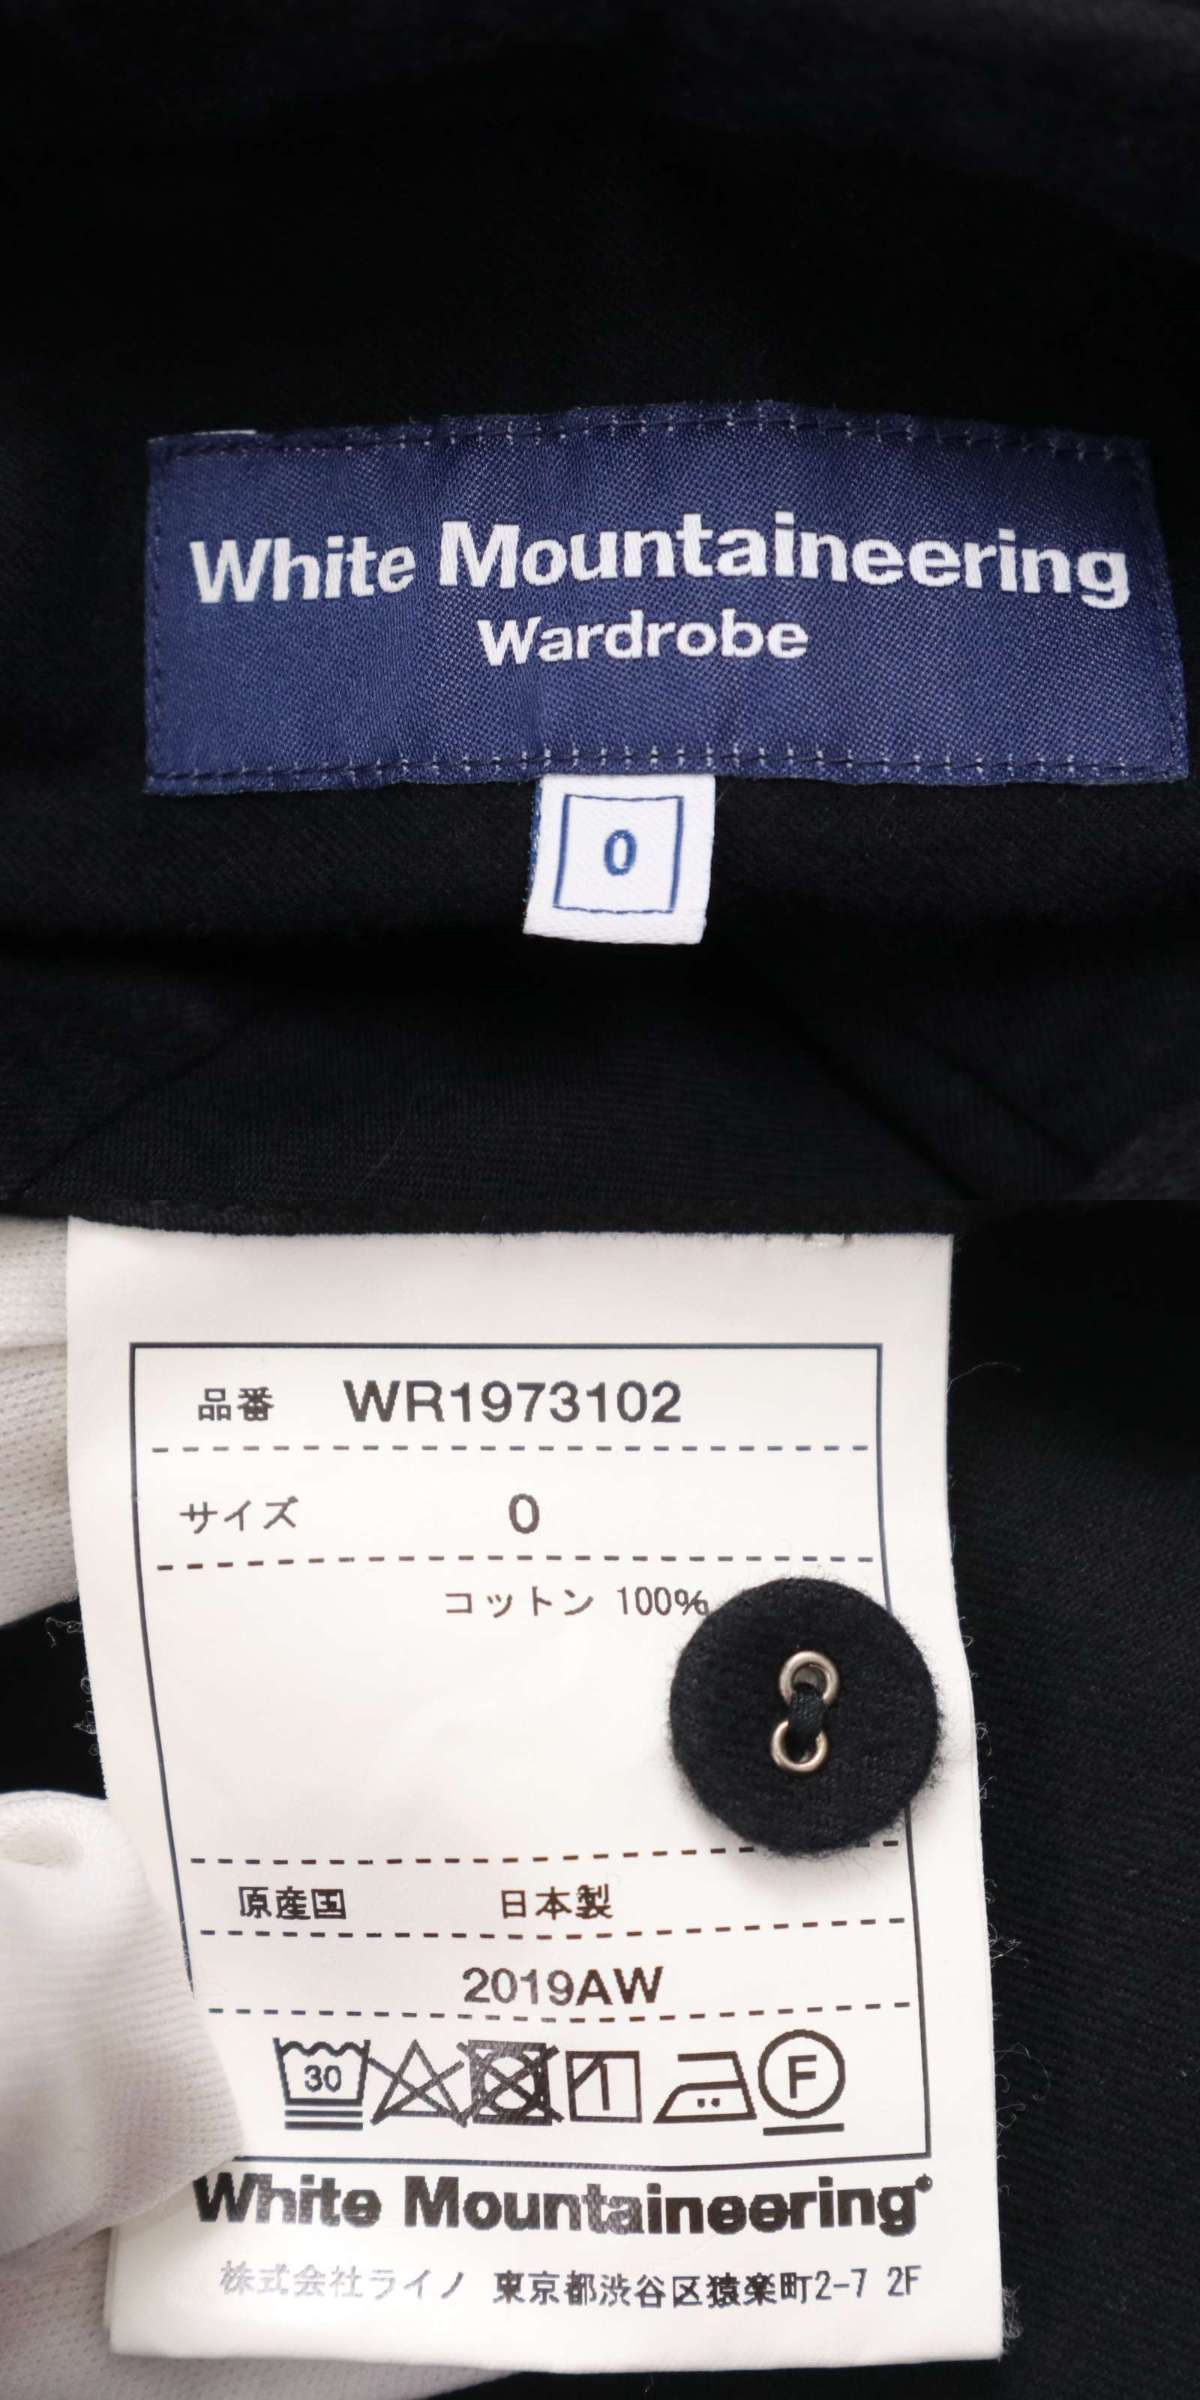 White Mountaineering
Wardrobe
0
品番 WR1973102
サイズ 0
コットン 100%
原産国 日本製
2019AW
30 F
White Mountaineering
株式会社ライノ 東京都渋谷区猿楽町2-7 2F